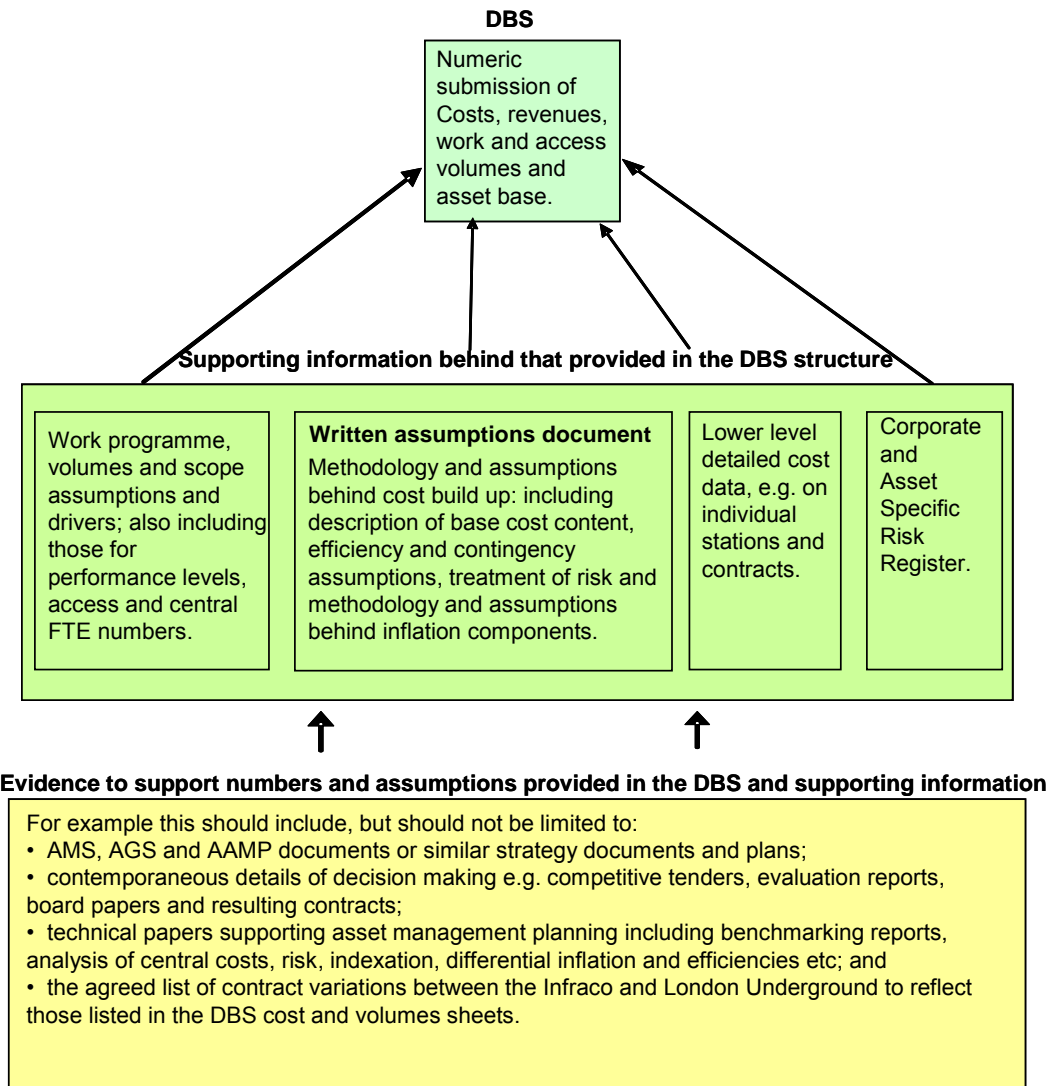 DBS
Numeric
submission of
Costs, revenues,
work and access
volumes and
asset base.
Supporting information behind that provided in the DBS structure
Work programme,
volumes and scope
assumptions and
drivers; also including
those for
performance levels,
access and central
FTE numbers.
Written assumptions document
Methodology and assumptions
behind cost build up: including
description of base cost content,
efficiency and contingency
assumptions, treatment of risk and
methodology and assumptions
behind inflation components.
Lower level
detailed cost
data, e.g. on
individual
stations and
contracts.
Corporate
and
Asset
Specific
Risk
Register.
Evidence to support numbers and assumptions provided in the DBS and supporting information
For example this should include, but should not be limited to:
• AMS, AGS and AAMP documents or similar strategy documents and plans;
• contemporaneous details of decision making e.g. competitive tenders, evaluation reports,
board papers and resulting contracts;
• technical papers supporting asset management planning including benchmarking reports,
analysis of central costs, risk, indexation, differential inflation and efficiencies etc; and
• the agreed list of contract variations between the Infraco and London Underground to reflect
those listed in the DBS cost and volumes sheets.